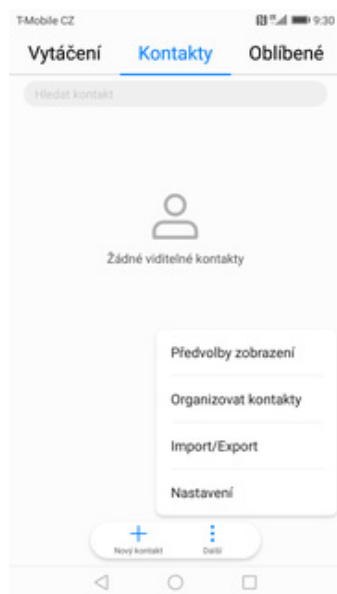 T-Mobile CZ 9:30
Vytáčení Kontakty Oblíbené
Hledat kontakt
Žádné viditelné kontakty
Předvolby zobrazení
Organizovat kontakty
Import/Export
Nastavení
Nový kontakt Další